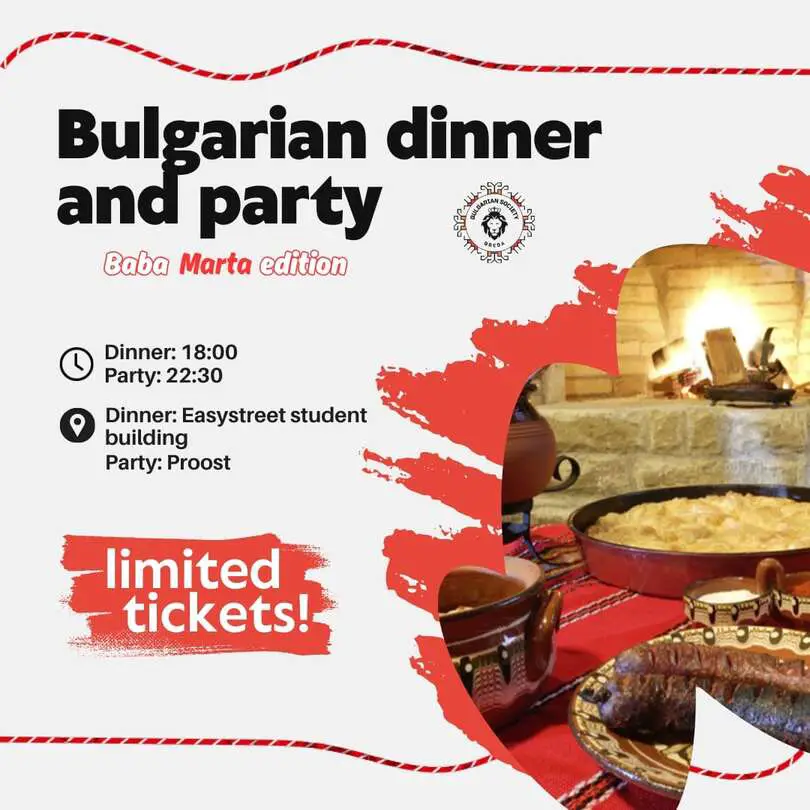 Bulgarian dinner
and party
BULGARIAN SOCIETY
BREDA
Baba Marta edition
Dinner: 18:00
Party: 22:30
Dinner: Easystreet student
building
Party: Proost
limited
tickets!